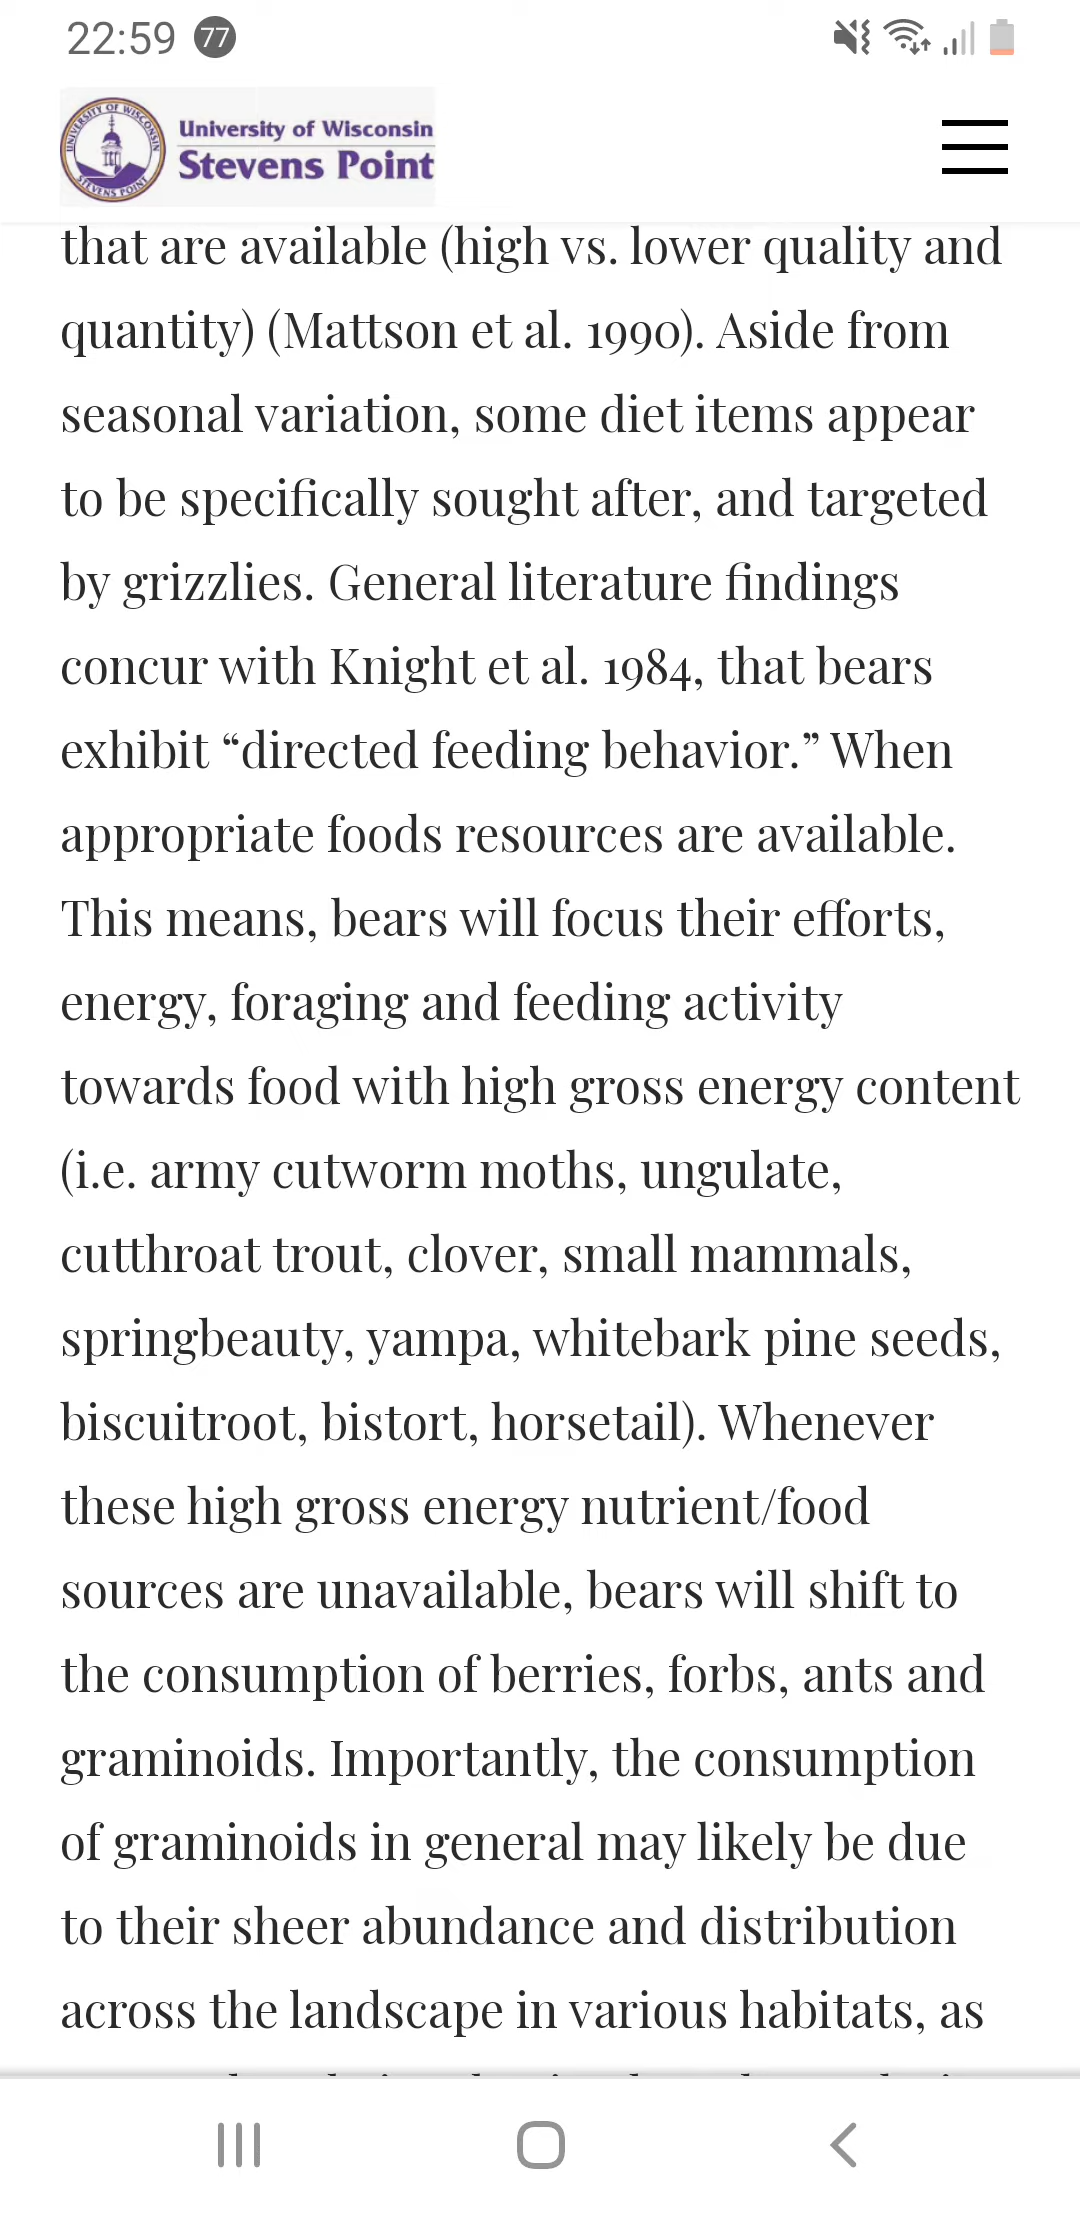 22:59 77
UNIVERSITY OF WISCONSIN
STEVENS POINT
University of Wisconsin
Stevens Point
that are available (high vs. lower quality and
quantity) (Mattson et al. 1990). Aside from
seasonal variation, some diet items appear
to be specifically sought after, and targeted
by grizzlies. General literature findings
concur with Knight et al. 1984, that bears
exhibit “directed feeding behavior.” When
appropriate foods resources are available.
This means, bears will focus their efforts,
energy, foraging and feeding activity
towards food with high gross energy content
(i.e. army cutworm moths, ungulate,
cutthroat trout, clover, small mammals,
springbeauty, yampa, whitebark pine seeds,
biscuitroot, bistort, horsetail). Whenever
these high gross energy nutrient/food
sources are unavailable, bears will shift to
the consumption of berries, forbs, ants and
graminoids. Importantly, the consumption
of graminoids in general may likely be due
to their sheer abundance and distribution
across the landscape in various habitats, as